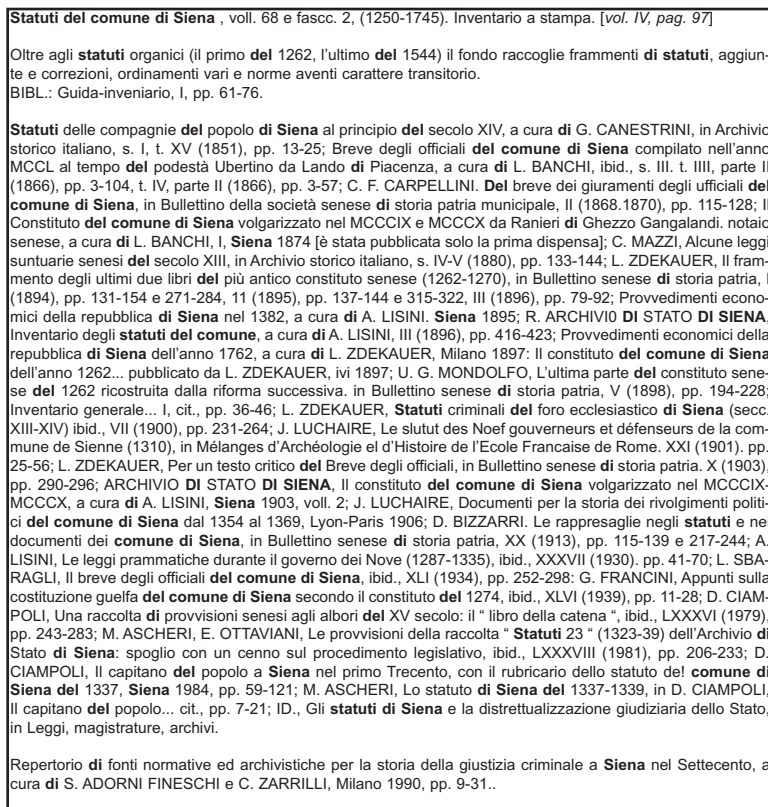 Statuti del comune di Siena , voll. 68 e fascc. 2, (1250-1745). Inventario a stampa. [vol. IV, pag. 97]
Oltre agli statuti organici (il primo del 1262, l'ultimo del 1544) il fondo raccoglie frammenti di statuti, aggiun-
te e correzioni, ordinamenti vari e norme aventi carattere transitorio.
BIBL.: Guida-inveniario, I, pp. 61-76.
Statuti delle compagnie del popolo di Siena al principio del secolo XIV, a cura di G. CANESTRINI, in Archivio
storico italiano, s. I, t. XV (1851), pp. 13-25; Breve degli officiali del comune di Siena compilato nell'anno
MCCL al tempo del podestà Ubertino da Lando di Piacenza, a cura di L. BANCHI, ibid., s. III. t. IIII, parte II
(1866), pp. 3-104, t. IV, parte II (1866), pp. 3-57; C. F. CARPELLINI. Del breve dei giuramenti degli ufficiali del
comune di Siena, in Bullettino della società senese di storia patria municipale, II (1868.1870), pp. 115-128; Il
Constituto del comune di Siena volgarizzato nel MCCCIX e MCCCX da Ranieri di Ghezzo Gangalandi. notaio
senese, a cura di L. BANCHI, I, Siena 1874 [è stata pubblicata solo la prima dispensa]; C. MAZZI, Alcune leggi
suntuarie senesi del secolo XIII, in Archivio storico italiano, s. IV-V (1880), pp. 133-144; L. ZDEKAUER, Il fram-
mento degli ultimi due libri del più antico constituto senese (1262-1270), in Bullettino senese di storia patria, I
(1894), pp. 131-154 e 271-284, 11 (1895), pp. 137-144 e 315-322, III (1896), pp. 79-92; Provvedimenti econo-
mici della repubblica di Siena nel 1382, a cura di A. LISINI. Siena 1895; R. ARCHIVI0 DI STATO DI SIENA,
Inventario degli statuti del comune, a cura di A. LISINI, III (1896), pp. 416-423; Provvedimenti economici della
repubblica di Siena dell'anno 1762, a cura di L. ZDEKAUER, Milano 1897: Il constituto del comune di Siena
dell'anno 1262... pubblicato da L. ZDEKAUER, ivi 1897; U. G. MONDOLFO, L'ultima parte del constituto sene-
se del 1262 ricostruita dalla riforma successiva. in Bullettino senese di storia patria, V (1898), pp. 194-228;
Inventario generale... I, cit., pp. 36-46; L. ZDEKAUER, Statuti criminali del foro ecclesiastico di Siena (secc.
XIII-XIV) ibid., VII (1900), pp. 231-264; J. LUCHAIRE, Le slutut des Noef gouverneurs et défenseurs de la com-
mune de Sienne (1310), in Mélanges d'Archéologie el d'Histoire de l'Ecole Francaise de Rome. XXI (1901). pp.
25-56; L. ZDEKAUER, Per un testo critico del Breve degli officiali, in Bullettino senese di storia patria. X (1903),
pp. 290-296; ARCHIVIO DI STATO DI SIENA, Il constituto del comune di Siena volgarizzato nel MCCCIX-
MCCCX, a cura di A. LISINI, Siena 1903, voll. 2; J. LUCHAIRE, Documenti per la storia dei rivolgimenti politi-
ci del comune di Siena dal 1354 al 1369, Lyon-Paris 1906; D. BIZZARRI. Le rappresaglie negli statuti e nei
documenti dei comune di Siena, in Bullettino senese di storia patria, XX (1913), pp. 115-139 e 217-244; A.
LISINI, Le leggi prammatiche durante il governo dei Nove (1287-1335), ibid., XXXVII (1930). pp. 41-70; L. SBA-
RAGLI, Il breve degli officiali del comune di Siena, ibid., XLI (1934), pp. 252-298: G. FRANCINI, Appunti sulla
costituzione guelfa del comune di Siena secondo il constituto del 1274, ibid., XLVI (1939), pp. 11-28; D. CIAM-
POLI, Una raccolta di provvisioni senesi agli albori del XV secolo: il " libro della catena ", ibid., LXXXVI (1979),
pp. 243-283; M. ASCHERI, E. OTTAVIANI, Le provvisioni della raccolta " Statuti 23 " (1323-39) dell'Archivio di
Stato di Siena: spoglio con un cenno sul procedimento legislativo, ibid., LXXXVIII (1981), pp. 206-233; D.
CIAMPOLI, Il capitano del popolo a Siena nel primo Trecento, con il rubricario dello statuto de! comune di
Siena del 1337, Siena 1984, pp. 59-121; M. ASCHERI, Lo statuto di Siena del 1337-1339, in D. CIAMPOLI,
Il capitano del popolo... cit., pp. 7-21; ID., Gli statuti di Siena e la distrettualizzazione giudiziaria dello Stato,
in Leggi, magistrature, archivi.
Repertorio di fonti normative ed archivistiche per la storia della giustizia criminale a Siena nel Settecento, a
cura di S. ADORNI FINESCHI e C. ZARRILLI, Milano 1990, pp. 9-31..